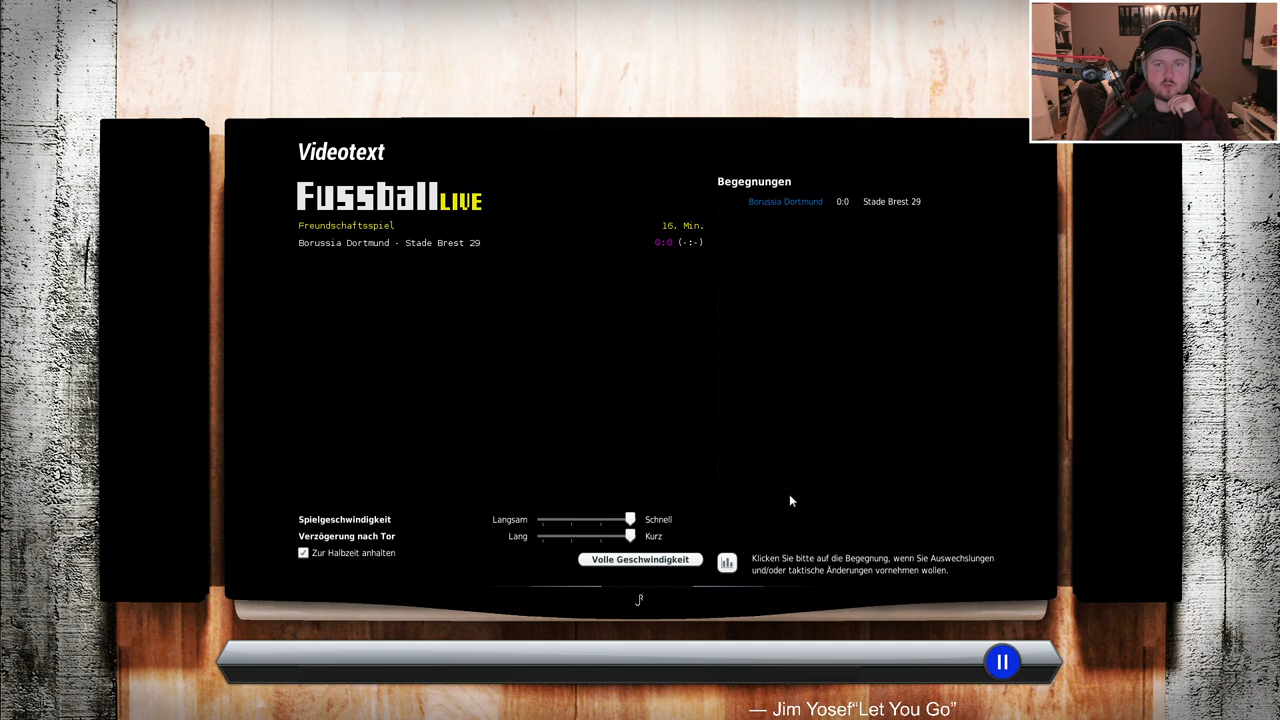 NEW YORK
Videotext
Fussball LIVE
Freundschaftsspiel 16. Min.
Borussia Dortmund - Stade Brest 29 0:0 (-:-)
Begegnungen
Borussia Dortmund 0:0 Stade Brest 29
Spielgeschwindigkeit Langsam Schnell
Verzögerung nach Tor Lang Kurz
Zur Halbzeit anhalten
Volle Geschwindigkeit
Klicken Sie bitte auf die Begegnung, wenn Sie Auswechslungen
und/oder taktische Änderungen vornehmen wollen.
— Jim Yosef“Let You Go”